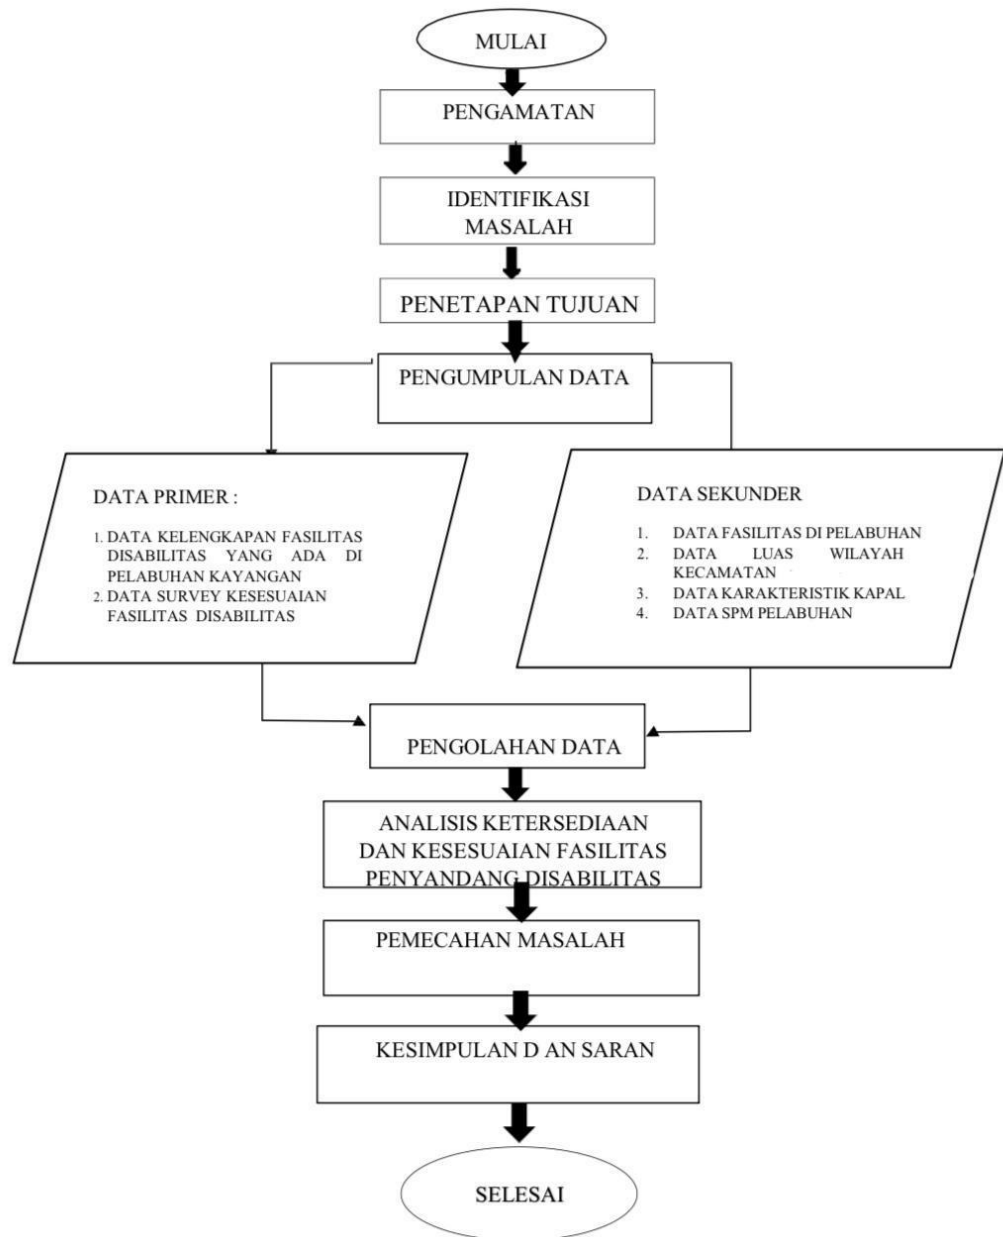 MULAI
PENGAMATAN
IDENTIFIKASI
MASALAH
PENETAPAN TUJUAN
PENGUMPULAN DATA
DATA PRIMER :
1. DATA KELENGKAPAN FASILITAS
DISABILITAS YANG ADA DI
PELABUHAN KAYANGAN
2. DATA SURVEY KESESUAIAN
FASILITAS DISABILITAS
DATA SEKUNDER
1. DATA FASILITAS DI PELABUHAN
2. DATA LUAS WILAYAH
KECAMATAN
3. DATA KARAKTERISTIK KAPAL
4. DATA SPM PELABUHAN
PENGOLAHAN DATA
ANALISIS KETERSEDIAAN
DAN KESESUAIAN FASILITAS
PENYANDANG DISABILITAS
PEMECAHAN MASALAH
KESIMPULAN D AN SARAN
SELESAI